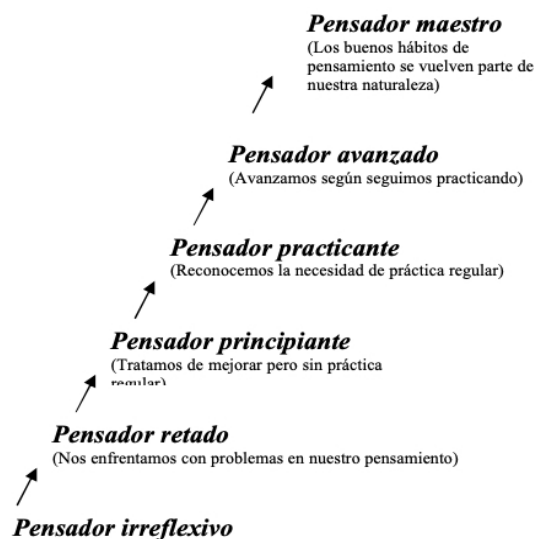 Pensador maestro
(Los buenos hábitos de
pensamiento se vuelven parte de
nuestra naturaleza)
Pensador avanzado
(Avanzamos según seguimos practicando)
Pensador practicante
(Reconocemos la necesidad de práctica regular)
Pensador principiante
(Tratamos de mejorar pero sin práctica
regular)
Pensador retado
(Nos enfrentamos con problemas en nuestro pensamiento)
Pensador irreflexivo